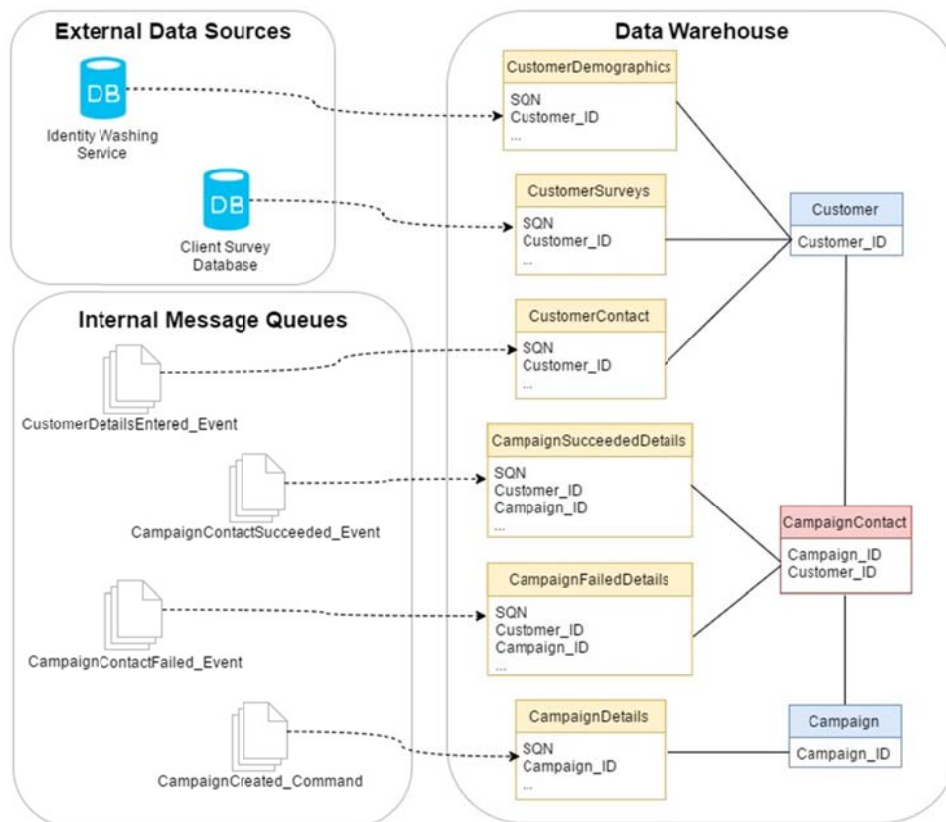 External Data Sources
DB
Identity Washing
Service
DB
Client Survey
Database
Internal Message Queues
CustomerDetailsEntered_Event
CampaignContactSucceeded_Event
CampaignContactFailed_Event
CampaignCreated_Command
Data Warehouse
CustomerDemographics
SQN
Customer_ID
...
CustomerSurveys
SQN
Customer_ID
...
CustomerContact
SQN
Customer_ID
...
CampaignSucceededDetails
SQN
Customer_ID
Campaign_ID
...
CampaignFailedDetails
SQN
Customer_ID
Campaign_ID
...
CampaignDetails
SQN
Campaign_ID
...
Customer
Customer_ID
CampaignContact
Campaign_ID
Customer_ID
Campaign
Campaign_ID